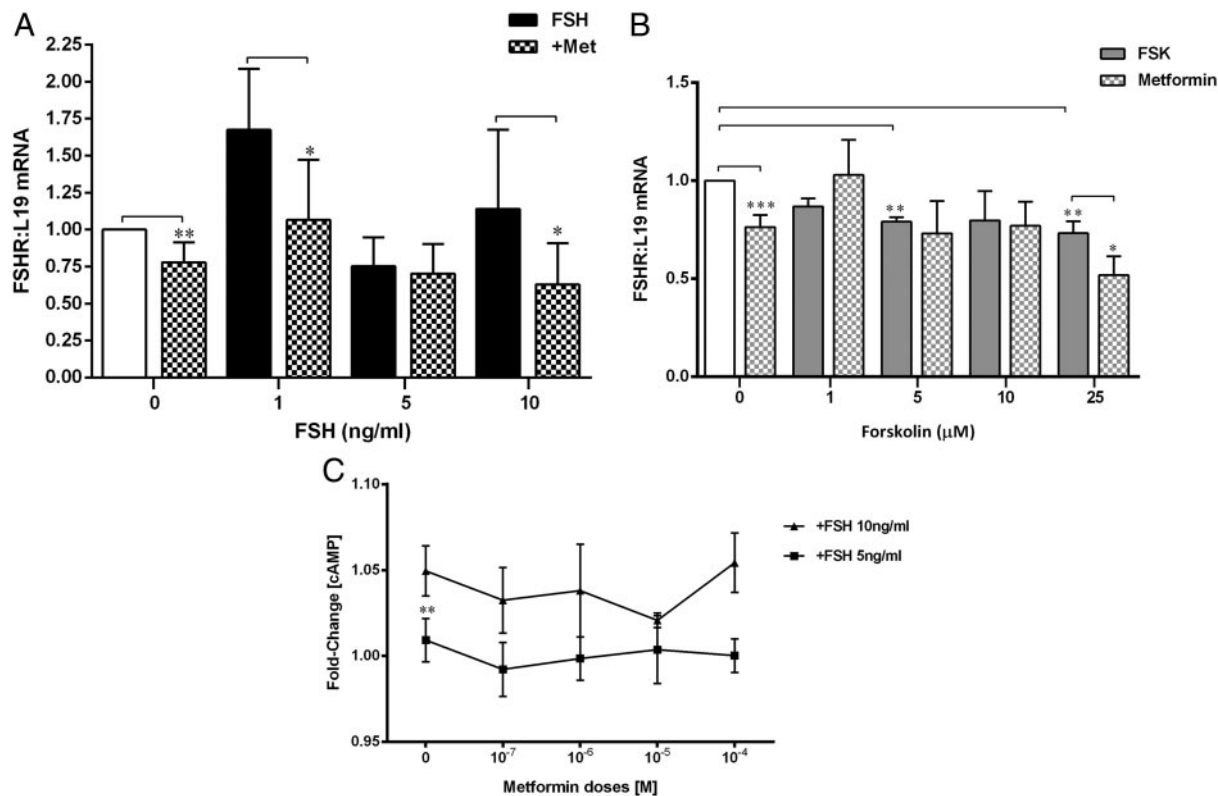 A
FSH
+Met
2.25
2.00
1.75
1.50
1.25
1.00
0.75
0.50
0.25
0.00
FSHR:L19 mRNA
**
*
*
0 1 5 10
FSH (ng/ml)
B
FSK
Metformin
1.5
1.0
0.5
0.0
FSHR:L19 mRNA
***
**
**
*
0 1 5 10 25
Forskolin (μM)
C
1.10
1.05
1.00
0.95
Fold-Change [cAMP]
**
+FSH 10ng/ml
+FSH 5ng/ml
0 10⁻⁷ 10⁻⁶ 10⁻⁵ 10⁻⁴
Metformin doses [M]